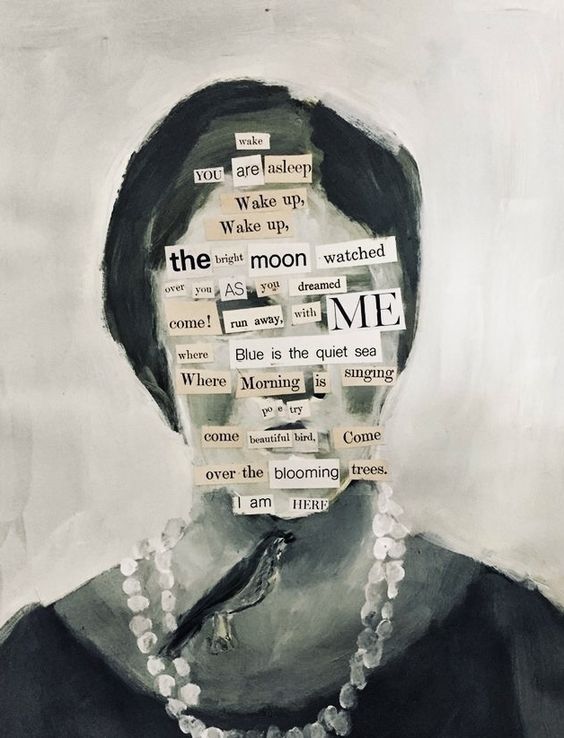 wake
YOU are asleep
Wake up,
Wake up,
the bright moon watched
over you AS you dreamed
come! run away, with ME
where Blue is the quiet sea
Where Morning is singing
poetry
come beautiful bird, Come
over the blooming trees.
I am HERE